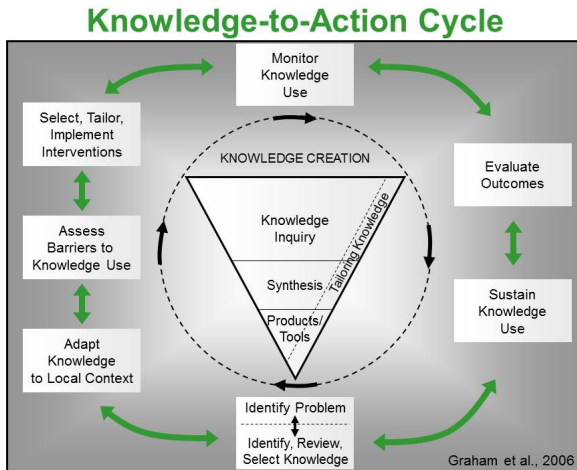 Knowledge-to-Action Cycle
Monitor
Knowledge
Use
Select, Tailor,
Implement
Interventions
KNOWLEDGE CREATION
Evaluate
Outcomes
Knowledge
Inquiry
Tailoring Knowledge
Assess
Barriers to
Knowledge Use
Synthesis
Sustain
Knowledge
Use
Products/
Tools
Adapt
Knowledge
to Local Context
Identify Problem
Identify, Review,
Select Knowledge
Graham et al., 2006